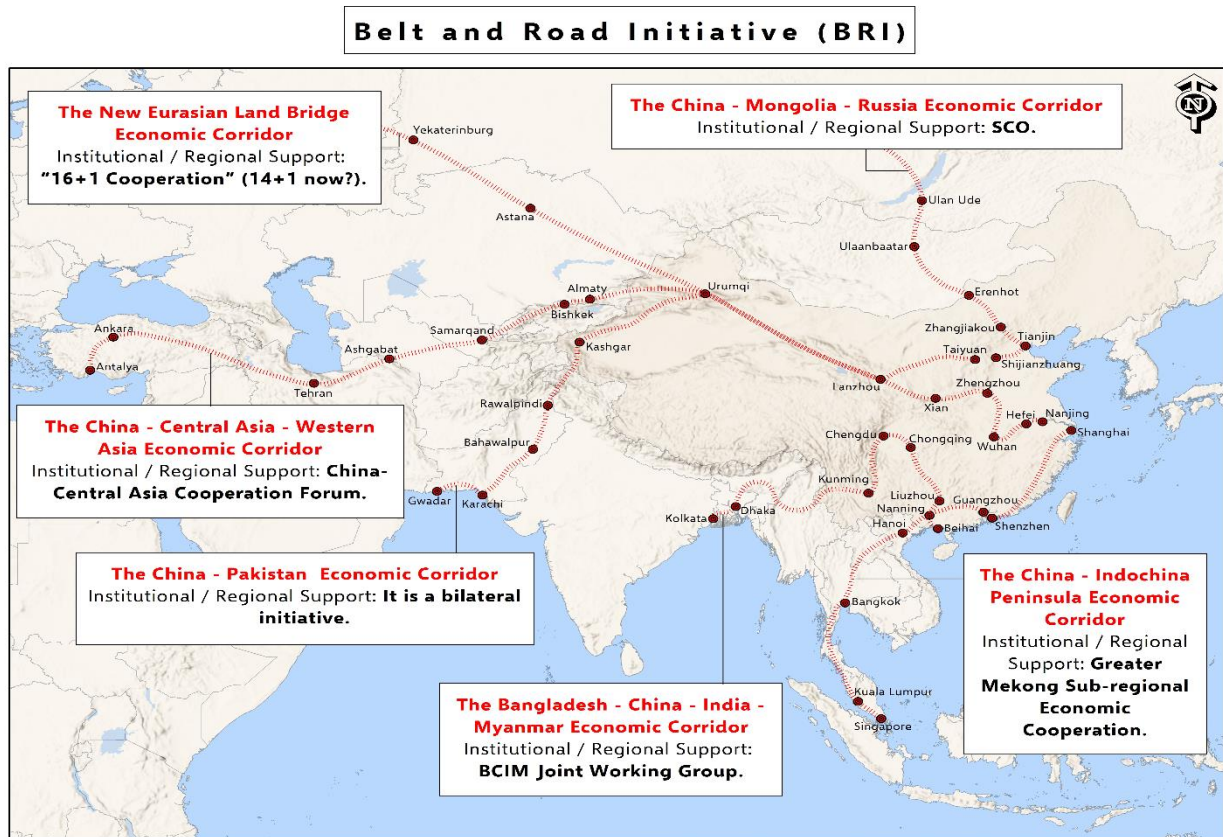 Belt and Road Initiative (BRI)
The New Eurasian Land Bridge
Economic Corridor
Institutional / Regional Support:
"16+1 Cooperation" (14+1 now?).
The China - Mongolia - Russia Economic Corridor
Institutional / Regional Support: SCO.
N
Yekaterinburg
Astana
Ulan Ude
Ulaanbaatar
Erenhot
Zhangjiakou
Tianjin
Taiyuan
Shijianzhuang
Urumqi
Almaty
Bishkek
Samarqand
Kashgar
Ankara
Antalya
Ashgabat
Tehran
Lanzhou
Zhengzhou
Xian
Hefei
Nanjing
Shanghai
Wuhan
Rawalpindi
Bahawalpur
Gwadar
Karachi
Chengdu
Chongqing
Kunming
Liuzhou
Nanning
Guangzhou
Hanoi
Beihai
Shenzhen
Kolkata
Dhaka
Bangkok
Kuala Lumpur
Singapore
The China - Central Asia - Western
Asia Economic Corridor
Institutional / Regional Support: China-
Central Asia Cooperation Forum.
The China - Pakistan Economic Corridor
Institutional / Regional Support: It is a bilateral
initiative.
The Bangladesh - China - India -
Myanmar Economic Corridor
Institutional / Regional Support:
BCIM Joint Working Group.
The China - Indochina
Peninsula Economic
Corridor
Institutional / Regional
Support: Greater
Mekong Sub-regional
Economic
Cooperation.